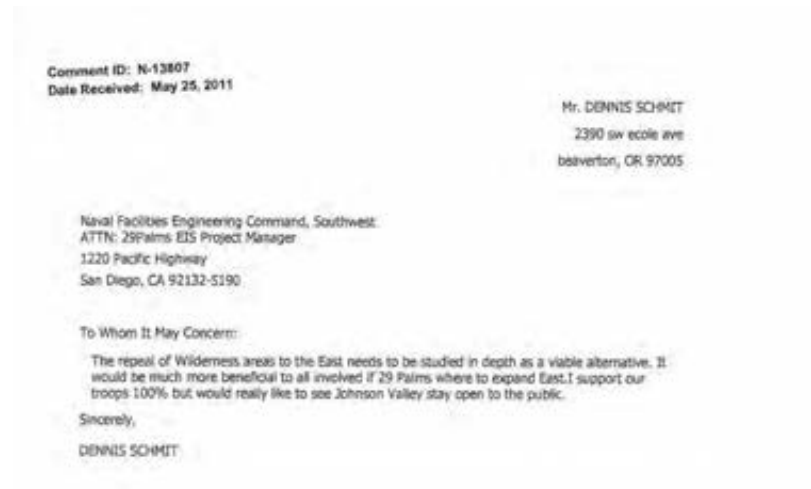 Comment ID: N-13807
Date Received: May 25, 2011
Mr. DENNIS SCHMIT
2390 sw ecole ave
beaverton, OR 97005
Naval Facilities Engineering Command, Southwest
ATTN: 29Palms EIS Project Manager
1220 Pacific Highway
San Diego, CA 92132-5190
To Whom It May Concern:
The repeal of Wilderness areas to the East needs to be studied in depth as a viable alternative. It
would be much more beneficial to all involved if 29 Palms where to expand East.I support our
troops 100% but would really like to see Johnson Valley stay open to the public.
Sincerely,
DENNIS SCHMIT